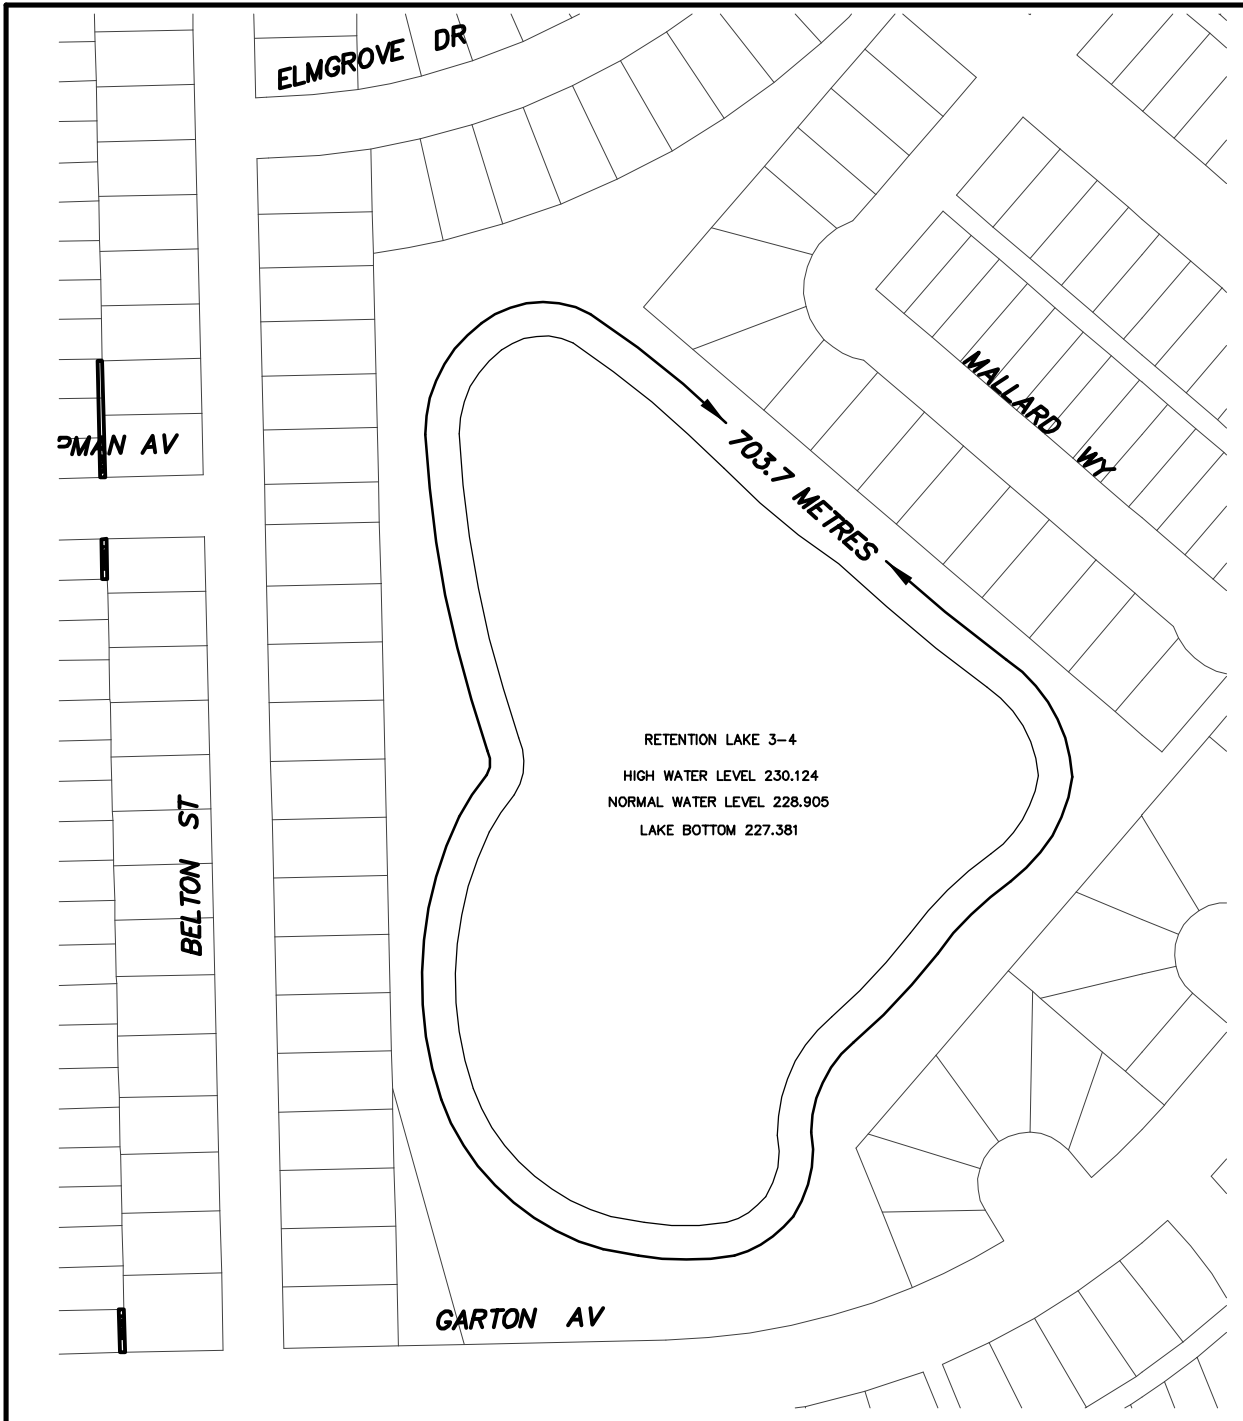 ELMGROVE DR
MALLARD WY
PMAN AV
703.7 METRES
RETENTION LAKE 3-4
HIGH WATER LEVEL 230.124
NORMAL WATER LEVEL 228.905
LAKE BOTTOM 227.381
BELTON ST
GARTON AV